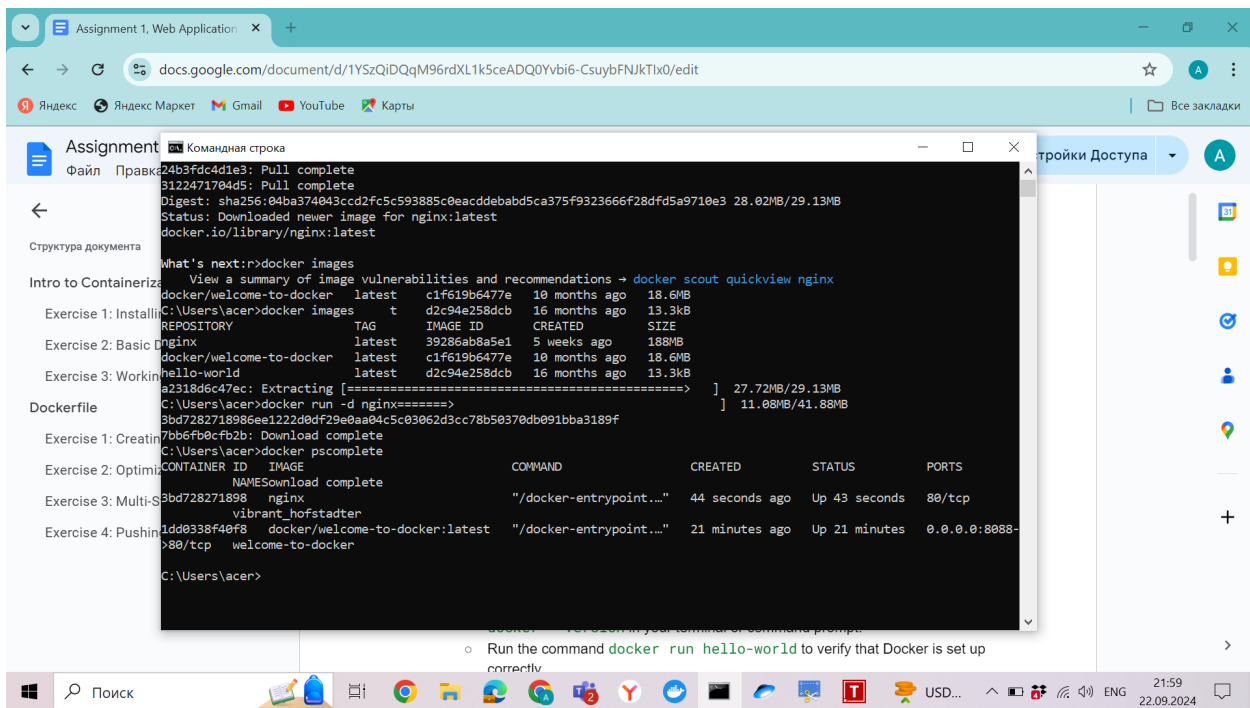 Assignment 1, Web Application
docs.google.com/document/d/1YSzQiDQqM96rdXL1k5ceADQ0Yvbi6-CsuybFNJkTIx0/edit
A
Яндекс Яндекс Маркет Gmail YouTube Карты Все закладки
Assignment
Файл Правка
тройки Доступа
A
31
Структура документа
Intro to Containeriz
Exercise 1: Installi
Exercise 2: Basic D
Exercise 3: Workin
Dockerfile
Exercise 1: Creatin
Exercise 2: Optimiz
Exercise 3: Multi-S
Exercise 4: Pushin
Командная строка
24b3fdc4d1e3: Pull complete
3122471704d5: Pull complete
Digest: sha256:04ba374043ccd2fc5c593885c0eacddebabd5ca375f9323666f28dfd5a9710e3 28.02MB/29.13MB
Status: Downloaded newer image for nginx:latest
docker.io/library/nginx:latest
What's next:r>docker images
View a summary of image vulnerabilities and recommendations → docker scout quickview nginx
docker/welcome-to-docker latest c1f619b6477e 10 months ago 18.6MB
C:\Users\acer>docker images t d2c94e258dcb 16 months ago 13.3kB
REPOSITORY TAG IMAGE ID CREATED SIZE
nginx latest 39286ab8a5e1 5 weeks ago 188MB
docker/welcome-to-docker latest c1f619b6477e 10 months ago 18.6MB
hello-world latest d2c94e258dcb 16 months ago 13.3kB
a2318d6c47ec: Extracting [===============================================> ] 27.72MB/29.13MB
C:\Users\acer>docker run -d nginx=======> ] 11.08MB/41.88MB
3bd7282718986ee1222d0df29e0aa04c5c03062d3cc78b50370db091bba3189f
7bb6fb0cfb2b: Download complete
C:\Users\acer>docker pscomplete
CONTAINER ID IMAGE COMMAND CREATED STATUS PORTS
NAMESownload complete
3bd728271898 nginx "/docker-entrypoint.…" 44 seconds ago Up 43 seconds 80/tcp
vibrant_hofstadter
1dd0338f40f8 docker/welcome-to-docker:latest "/docker-entrypoint.…" 21 minutes ago Up 21 minutes 0.0.0.0:8088-
>80/tcp welcome-to-docker
C:\Users\acer>
docker --version in your terminal or command prompt.
Run the command docker run hello-world to verify that Docker is set up
correctly
Поиск
USD...
ENG
21:59
22.09.2024